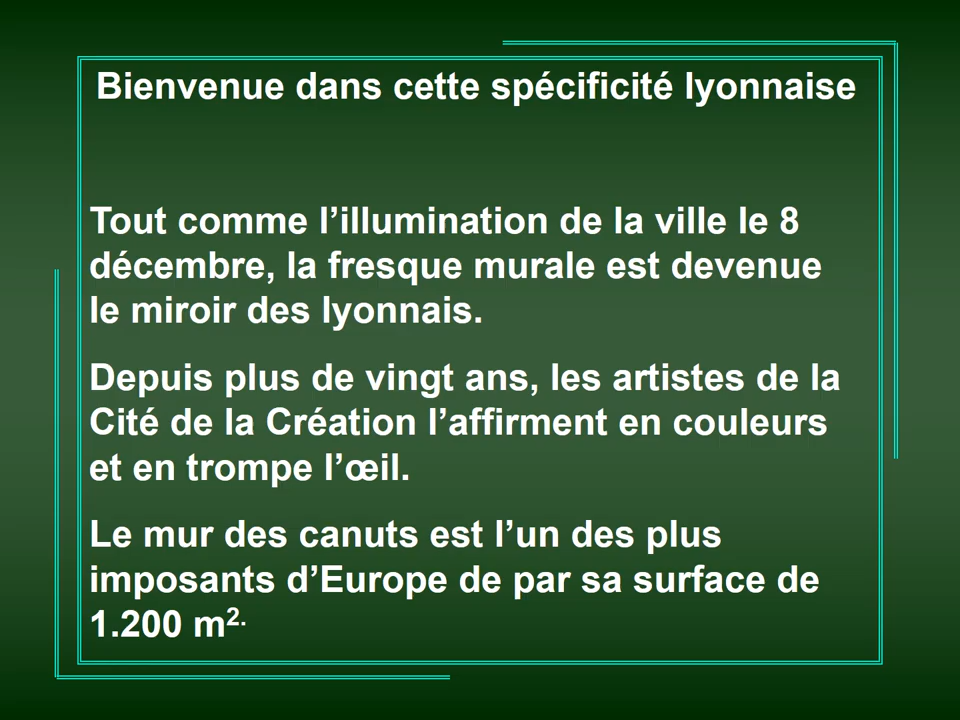 Bienvenue dans cette spécificité lyonnaise
Tout comme l’illumination de la ville le 8
décembre, la fresque murale est devenue
le miroir des lyonnais.
Depuis plus de vingt ans, les artistes de la
Cité de la Création l’affirment en couleurs
et en trompe l’œil.
Le mur des canuts est l’un des plus
imposants d’Europe de par sa surface de
1.200 m².